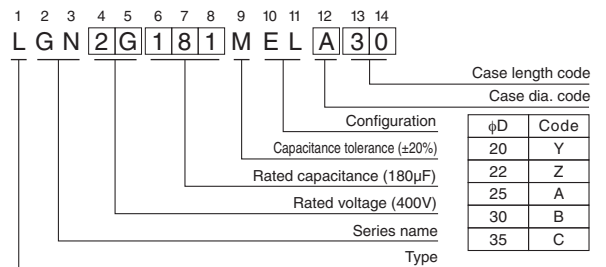 1 2 3 4 5 6 7 8 9 10 11 12 13 14
L G N 2 G 1 8 1 M E L A 3 0
Case length code
Case dia. code
Configuration
Capacitance tolerance (±20%)
Rated capacitance (180µF)
Rated voltage (400V)
Series name
Type
ϕD Code
20 Y
22 Z
25 A
30 B
35 C